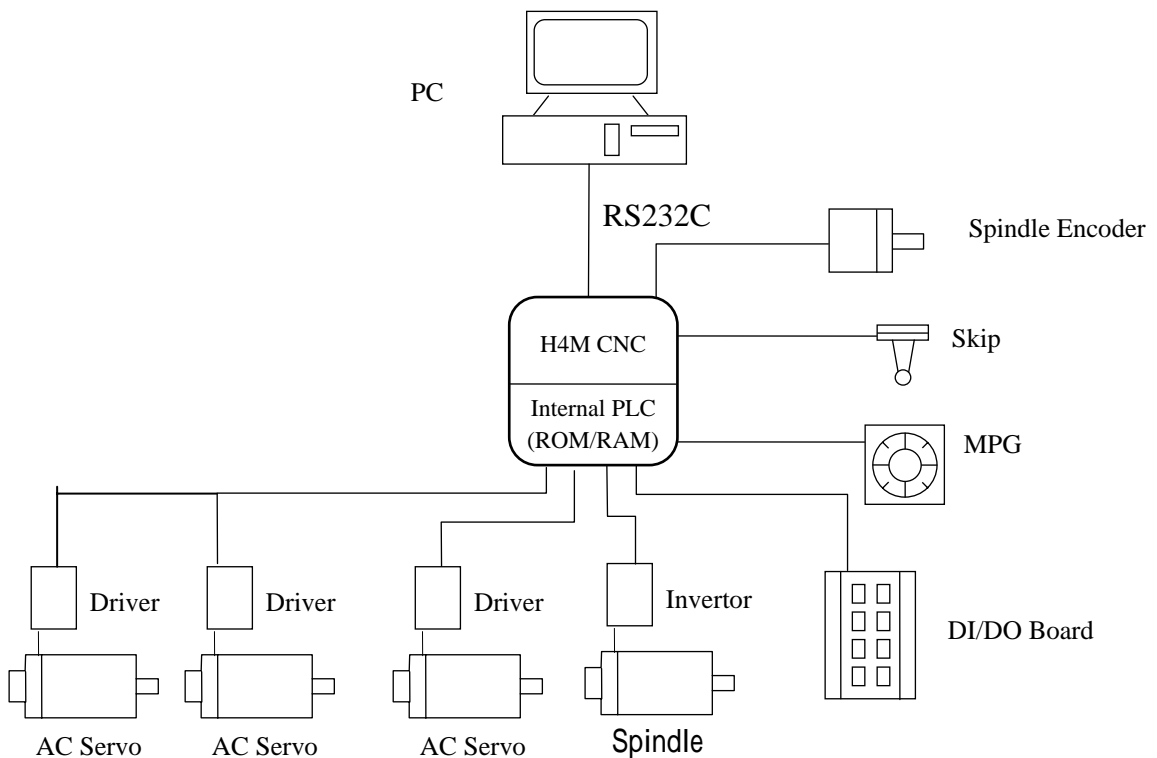 PC
RS232C
Spindle Encoder
H4M CNC
Skip
Internal PLC
(ROM/RAM)
MPG
Driver
Driver
Driver
Invertor
DI/DO Board
AC Servo
AC Servo
AC Servo
Spindle